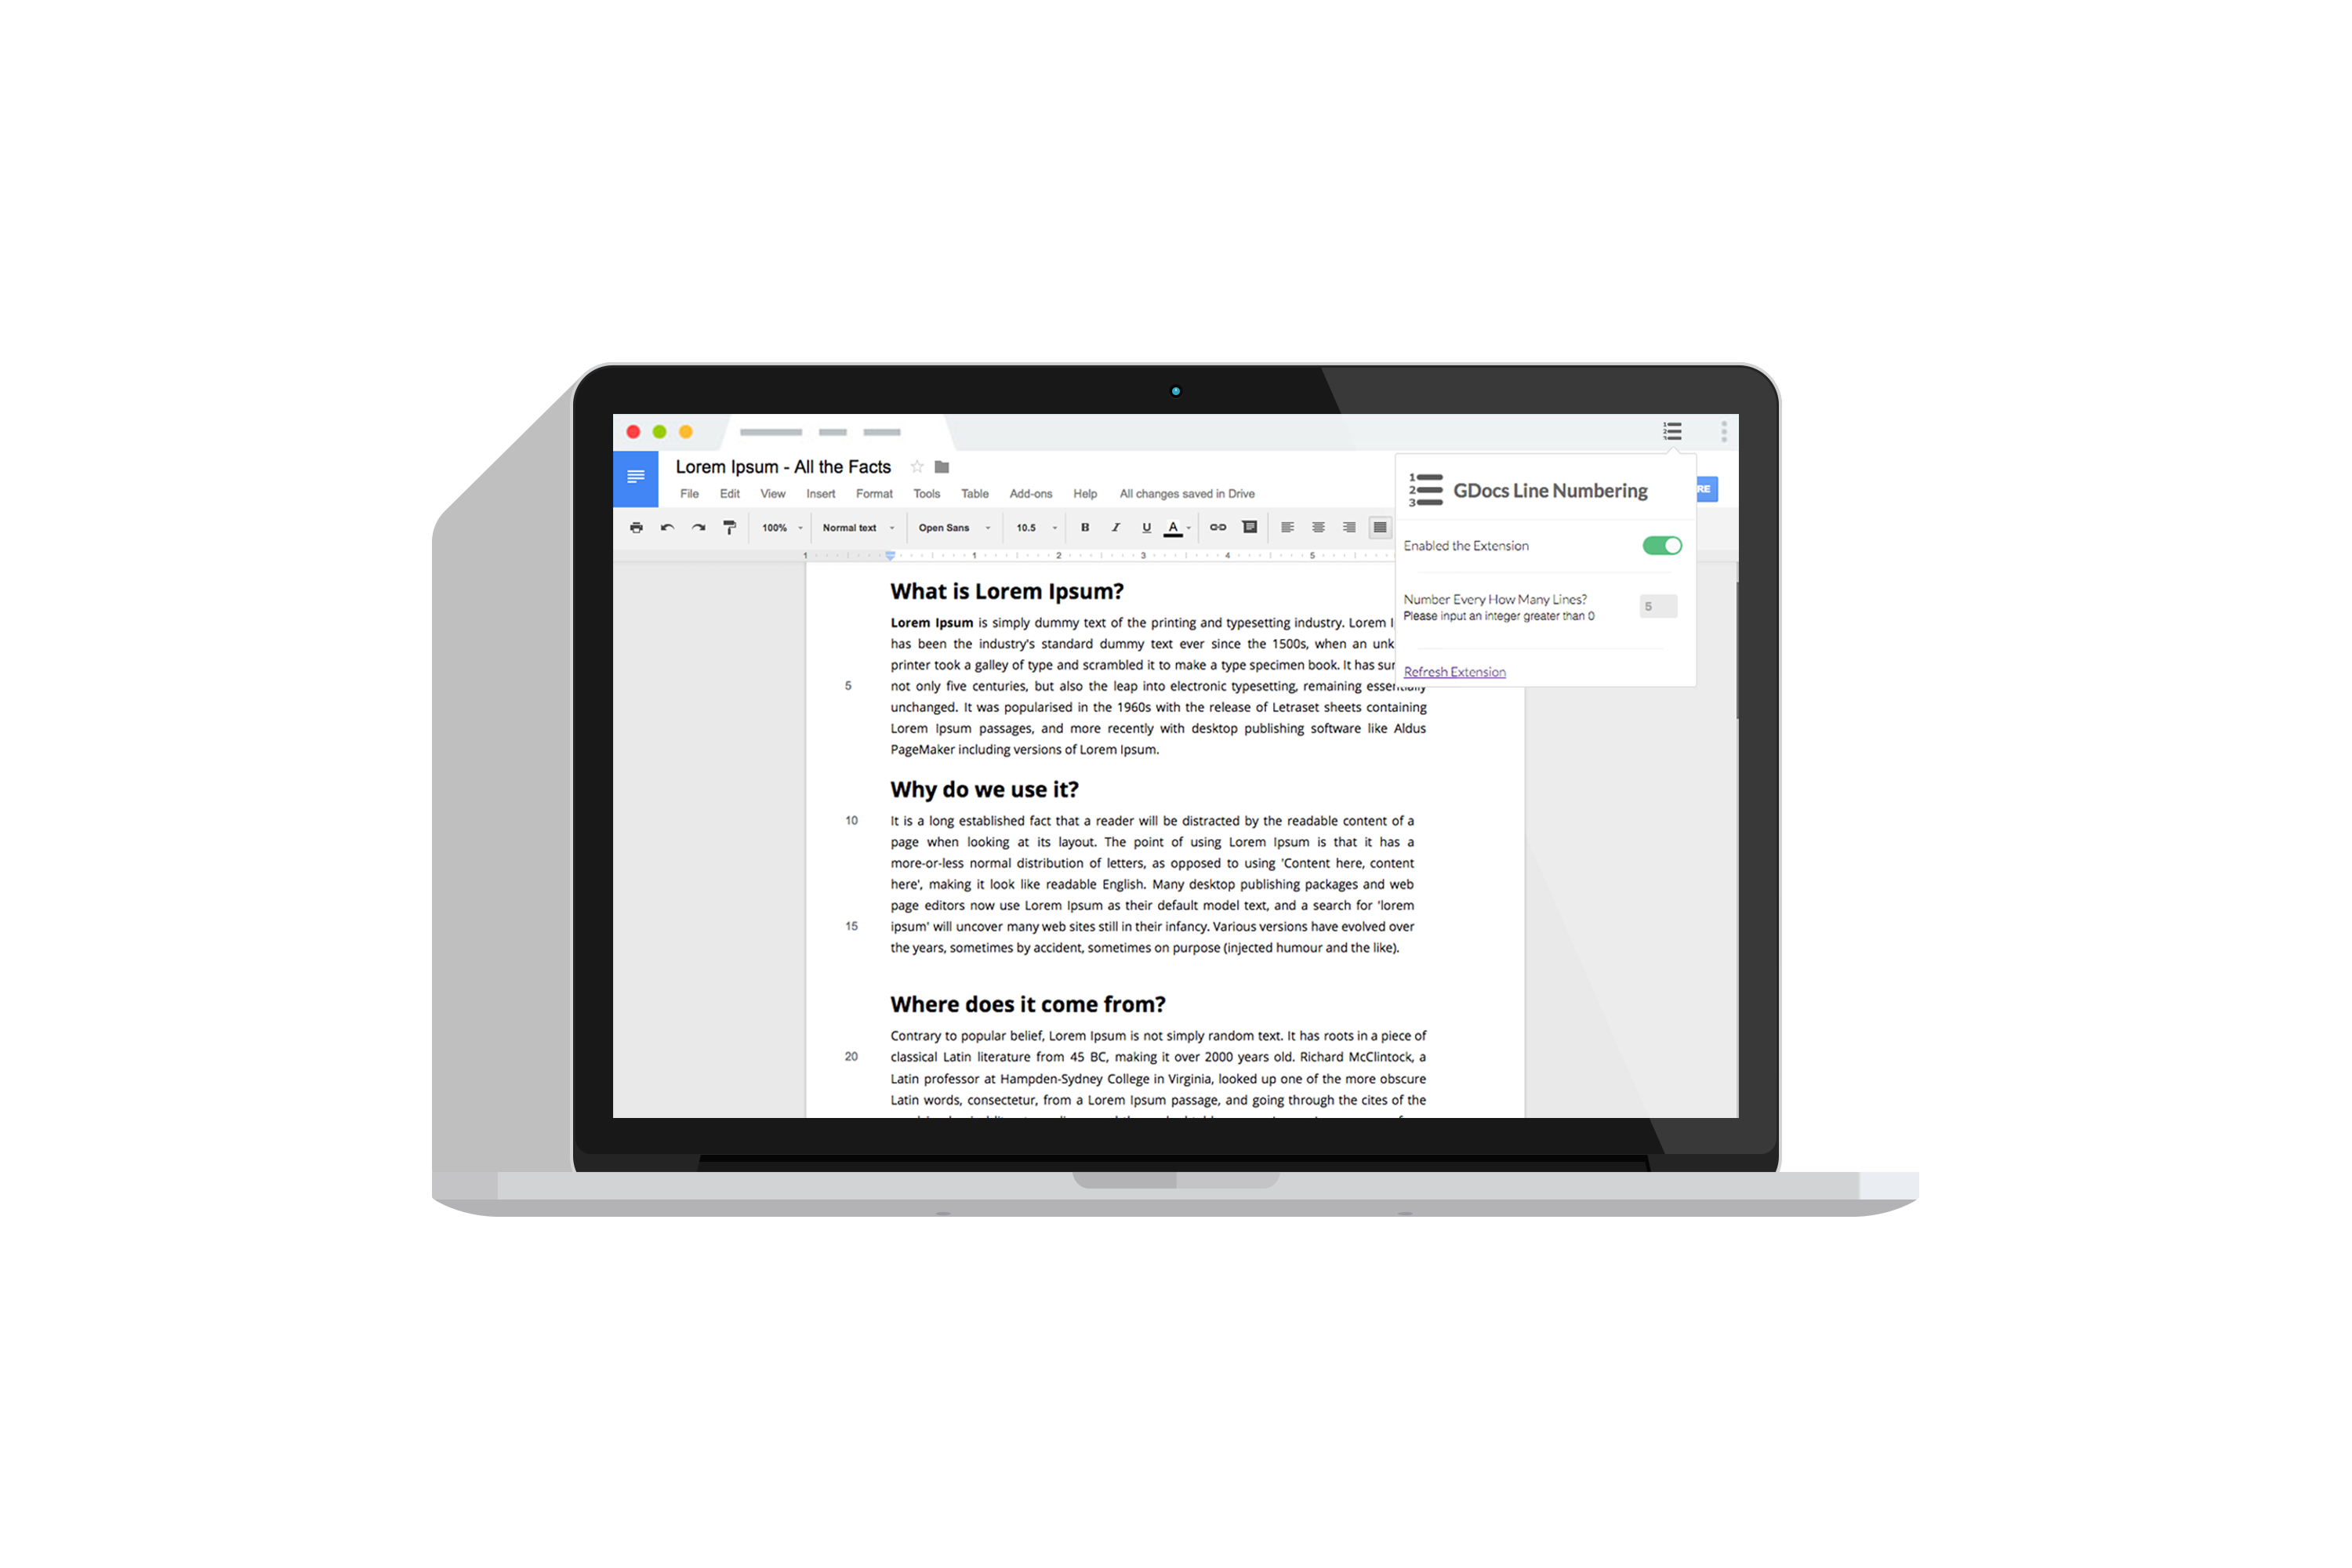 Lorem Ipsum - All the Facts
File Edit View Insert Format Tools Table Add-ons Help All changes saved in Drive
100% Normal text Open Sans 10.5 B I U A
1 1 2 3 4 5
1
2
3
GDocs Line Numbering
RE
Enabled the Extension
Number Every How Many Lines?
5
Please input an integer greater than 0
Refresh Extension
What is Lorem Ipsum?
Lorem Ipsum is simply dummy text of the printing and typesetting industry. Lorem
has been the industry's standard dummy text ever since the 1500s, when an
printer took a galley of type and scrambled it to make a type specimen book. It has
5 not only five centuries, but also the leap into electronic typesetting, remaining essentially
unchanged. It was popularised in the 1960s with the release of Letraset sheets containing
Lorem Ipsum passages, and more recently with desktop publishing software like Aldus
PageMaker including versions of Lorem Ipsum.
Why do we use it?
10 It is a long established fact that a reader will be distracted by the readable content of a
page when looking at its layout. The point of using Lorem Ipsum is that it has a
more-or-less normal distribution of letters, as opposed to using 'Content here, content
here', making it look like readable English. Many desktop publishing packages and web
page editors now use Lorem Ipsum as their default model text, and a search for 'lorem
15 ipsum' will uncover many web sites still in their infancy. Various versions have evolved over
the years, sometimes by accident, sometimes on purpose (injected humour and the like).
Where does it come from?
Contrary to popular belief, Lorem Ipsum is not simply random text. It has roots in a piece of
20 classical Latin literature from 45 BC, making it over 2000 years old. Richard McClintock, a
Latin professor at Hampden-Sydney College in Virginia, looked up one of the more obscure
Latin words, consectetur, from a Lorem Ipsum passage, and going through the cites of the